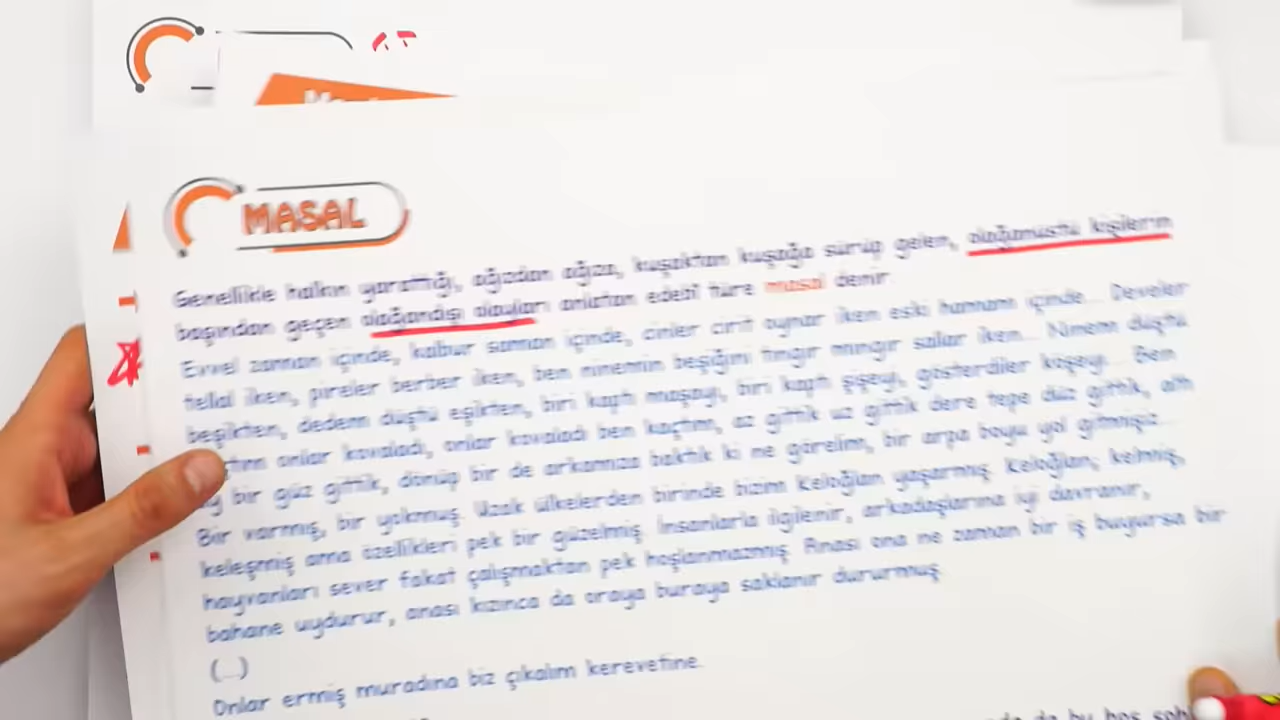 MASAL
Genellikle halkın yarattığı, ağızdan ağıza, kuşaktan kuşağa sürüp gelen, olağanüstü kişilerin
başından geçen olağandışı olayları anlatan edebî türe masal denir.
Evvel zaman içinde, kalbur saman içinde, cinler cirit oynar iken eski hamam içinde... Develer
tellal iken, pireler berber iken, ben ninemin beşiğini tıngır mıngır sallar iken... Ninem düştü
beşikten, dedem düştü eşikten, biri kaptı maşayı, biri kaptı şişeyi, gösterdiler köşeyi... Ben
onlar kovaladı, onlar kovaladı ben kaçtım, az gittik uz gittik dere tepe düz gittik, altı
bir güz gittik, dönüp bir de arkamıza baktık ki ne görelim, bir arpa boyu yol gitmişiz...
Bir varmış, bir yokmuş. Uzak ülkelerden birinde bizim Keloğlan yaşarmış. Keloğlan; kelmiş,
keleşmiş ama özellikleri pek bir güzelmiş. İnsanlarla ilgilenir, arkadaşlarına iyi davranır,
hayvanları sever fakat çalışmaktan pek hoşlanmazmış. Anası ona ne zaman bir iş buyursa bir
bahane uydurur, anası kızınca da oraya buraya saklanır dururmuş.
(...)
Onlar ermiş muradına biz çıkalım kerevetine.
da bu hoş